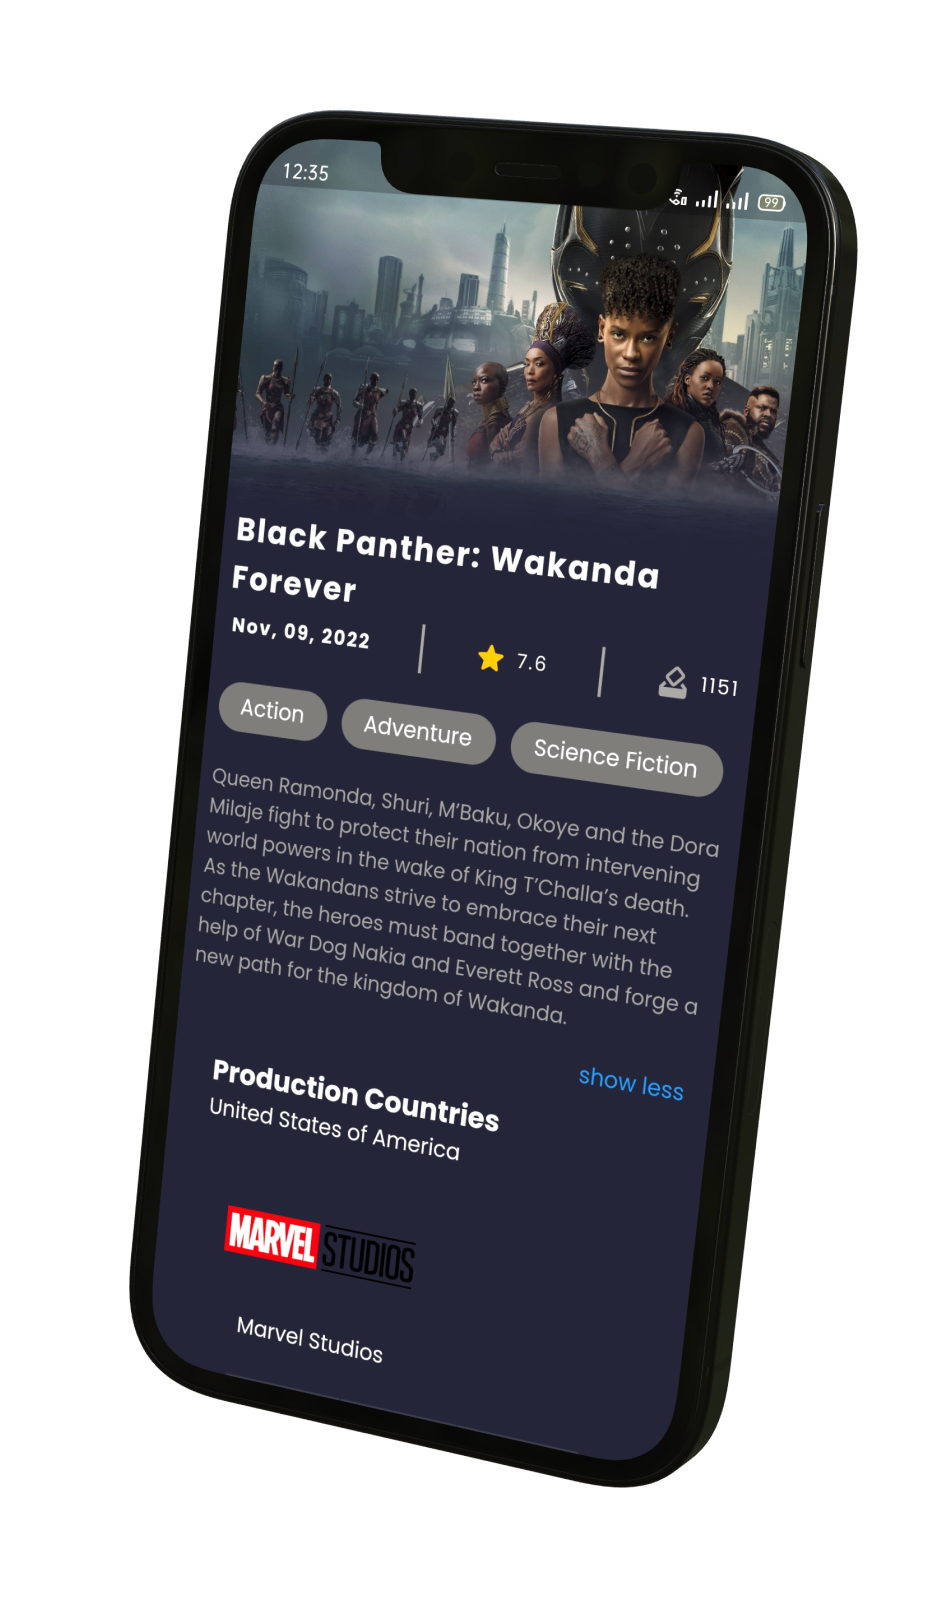 12:35
99
Black Panther: Wakanda
Forever
Nov, 09, 2022
7.6
1151
Action
Adventure
Science Fiction
Queen Ramonda, Shuri, M’Baku, Okoye and the Dora
Milaje fight to protect their nation from intervening
world powers in the wake of King T’Challa’s death.
As the Wakandans strive to embrace their next
chapter, the heroes must band together with the
help of War Dog Nakia and Everett Ross and forge a
new path for the kingdom of Wakanda.
show less
Production Countries
United States of America
MARVEL STUDIOS
Marvel Studios